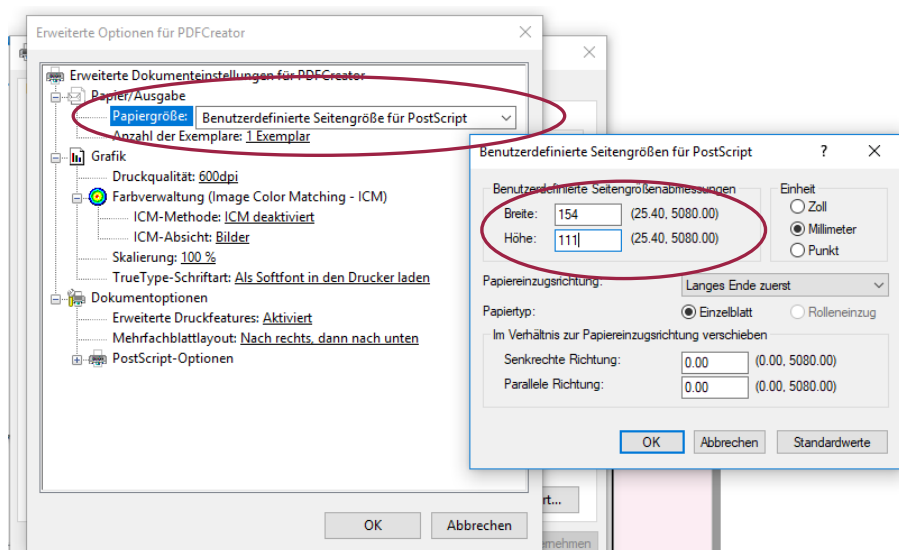 Erweiterte Optionen für PDFCreator
Erweiterte Dokumenteinstellungen für PDFCreator
Papier/Ausgabe
Papiergröße: Benutzerdefinierte Seitengröße für PostScript
Anzahl der Exemplare: 1 Exemplar
Grafik
Druckqualität: 600dpi
Farbverwaltung (Image Color Matching - ICM)
ICM-Methode: ICM deaktiviert
ICM-Absicht: Bilder
Skalierung: 100 %
TrueType-Schriftart: Als Softfont in den Drucker laden
Dokumentoptionen
Erweiterte Druckfeatures: Aktiviert
Mehrfachblattlayout: Nach rechts, dann nach unten
PostScript-Optionen
OK Abbrechen
rt...
ernehmen
Benutzerdefinierte Seitengrößen für PostScript
Benutzerdefinierte Seitengrößenabmessungen
Breite: 154 (25.40, 5080.00)
Höhe: 111 (25.40, 5080.00)
Einheit
Zoll
Millimeter
Punkt
Papiereinzugsrichtung: Langes Ende zuerst
Papiertyp: Einzelblatt Rolleneinzug
Im Verhältnis zur Papiereinzugsrichtung verschieben
Senkrechte Richtung: 0.00 (0.00, 5080.00)
Parallele Richtung: 0.00 (0.00, 5080.00)
OK Abbrechen Standardwerte